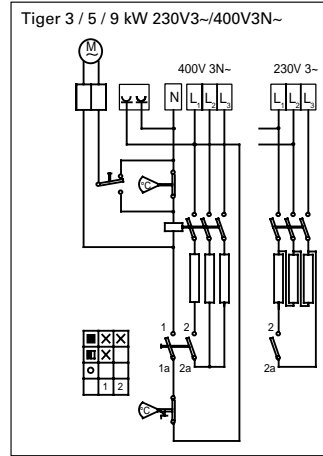 Tiger 3 / 5 / 9 kW 230V3~/400V3N~
M
~
400V 3N~ 230V 3~
N L1 L2 L3 L1 L2 L3
°C
1 2 2
1a 2a 2a
X X
X
1 2
°C